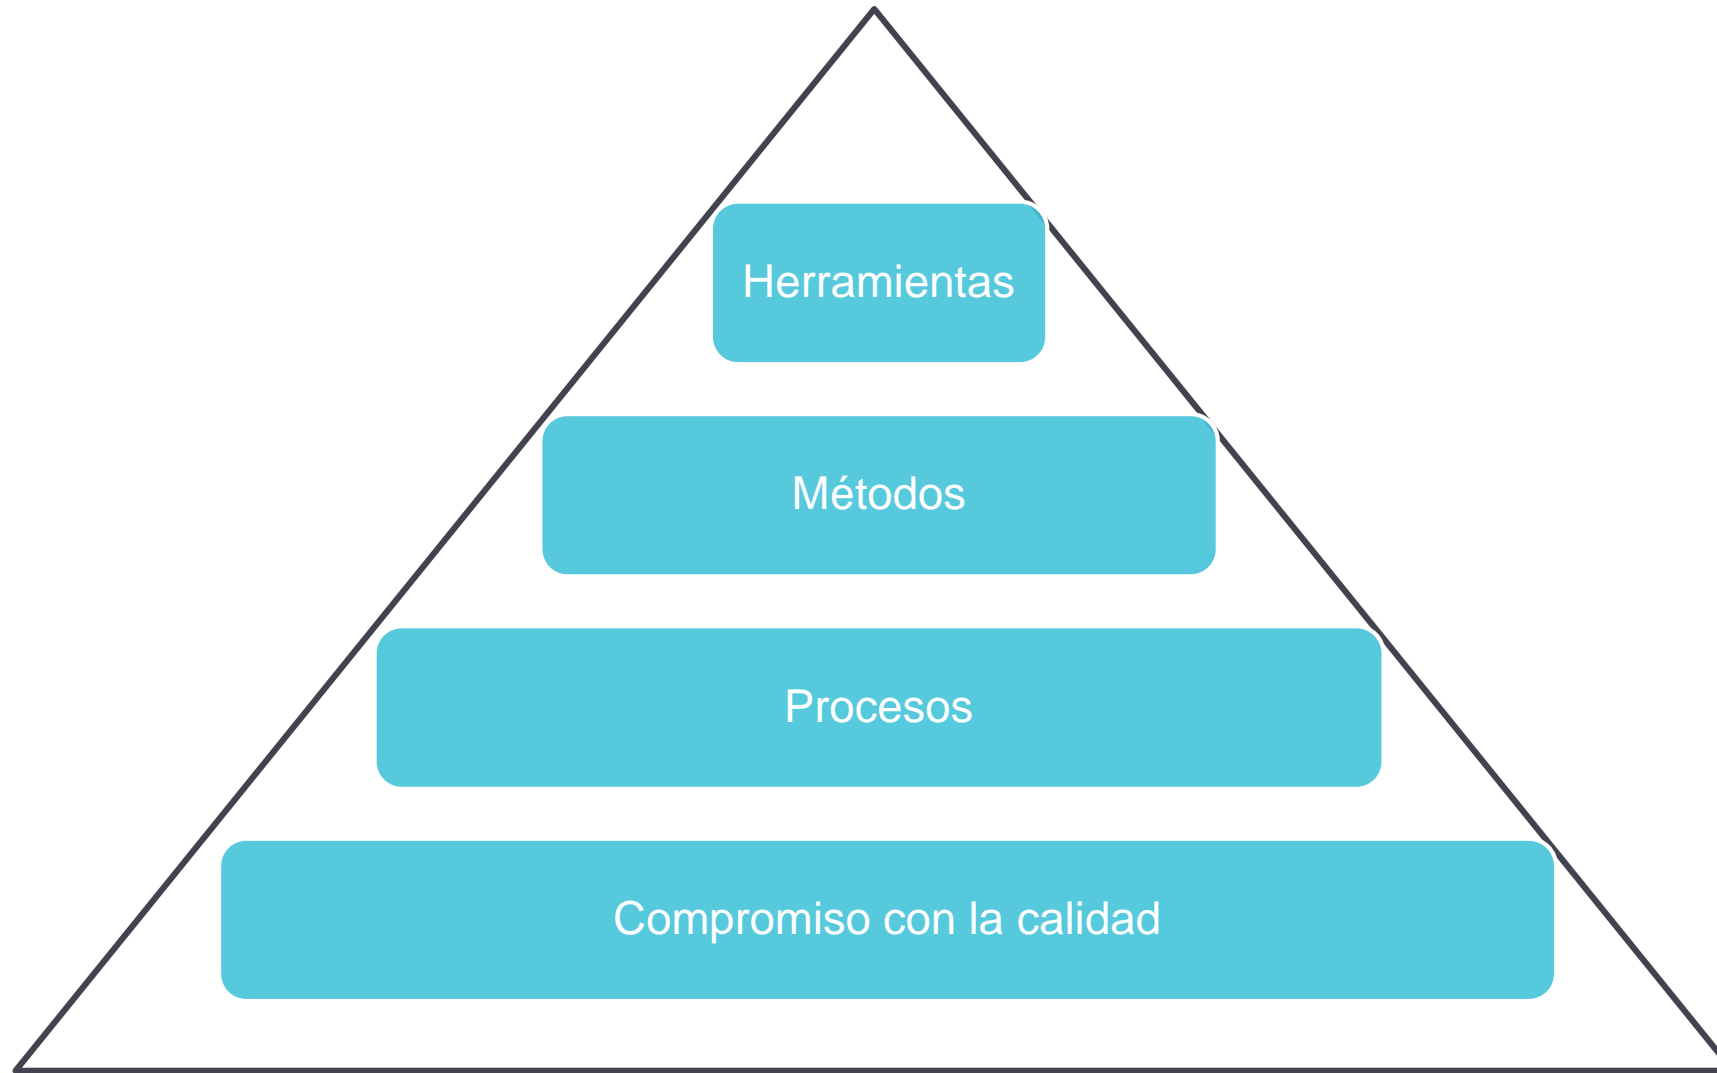 Herramientas
Métodos
Procesos
Compromiso con la calidad